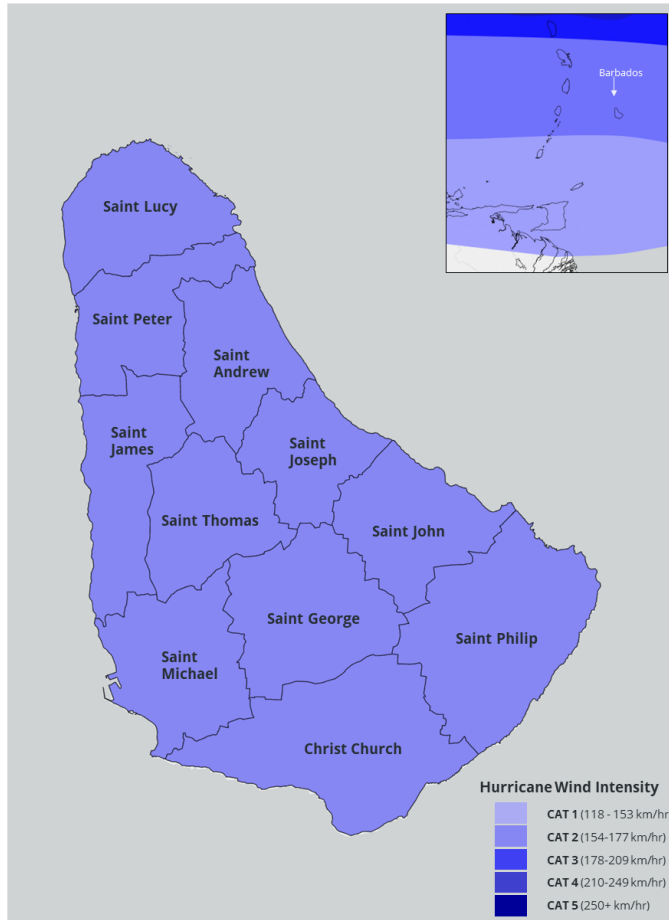 Barbados
Saint Lucy
Saint Peter
Saint
Andrew
Saint
James
Saint
Joseph
Saint Thomas
Saint John
Saint George
Saint Philip
Saint
Michael
Christ Church
Hurricane Wind Intensity
CAT 1 (118 - 153 km/hr)
CAT 2 (154-177 km/hr)
CAT 3 (178-209 km/hr)
CAT 4 (210-249 km/hr)
CAT 5 (250+ km/hr)